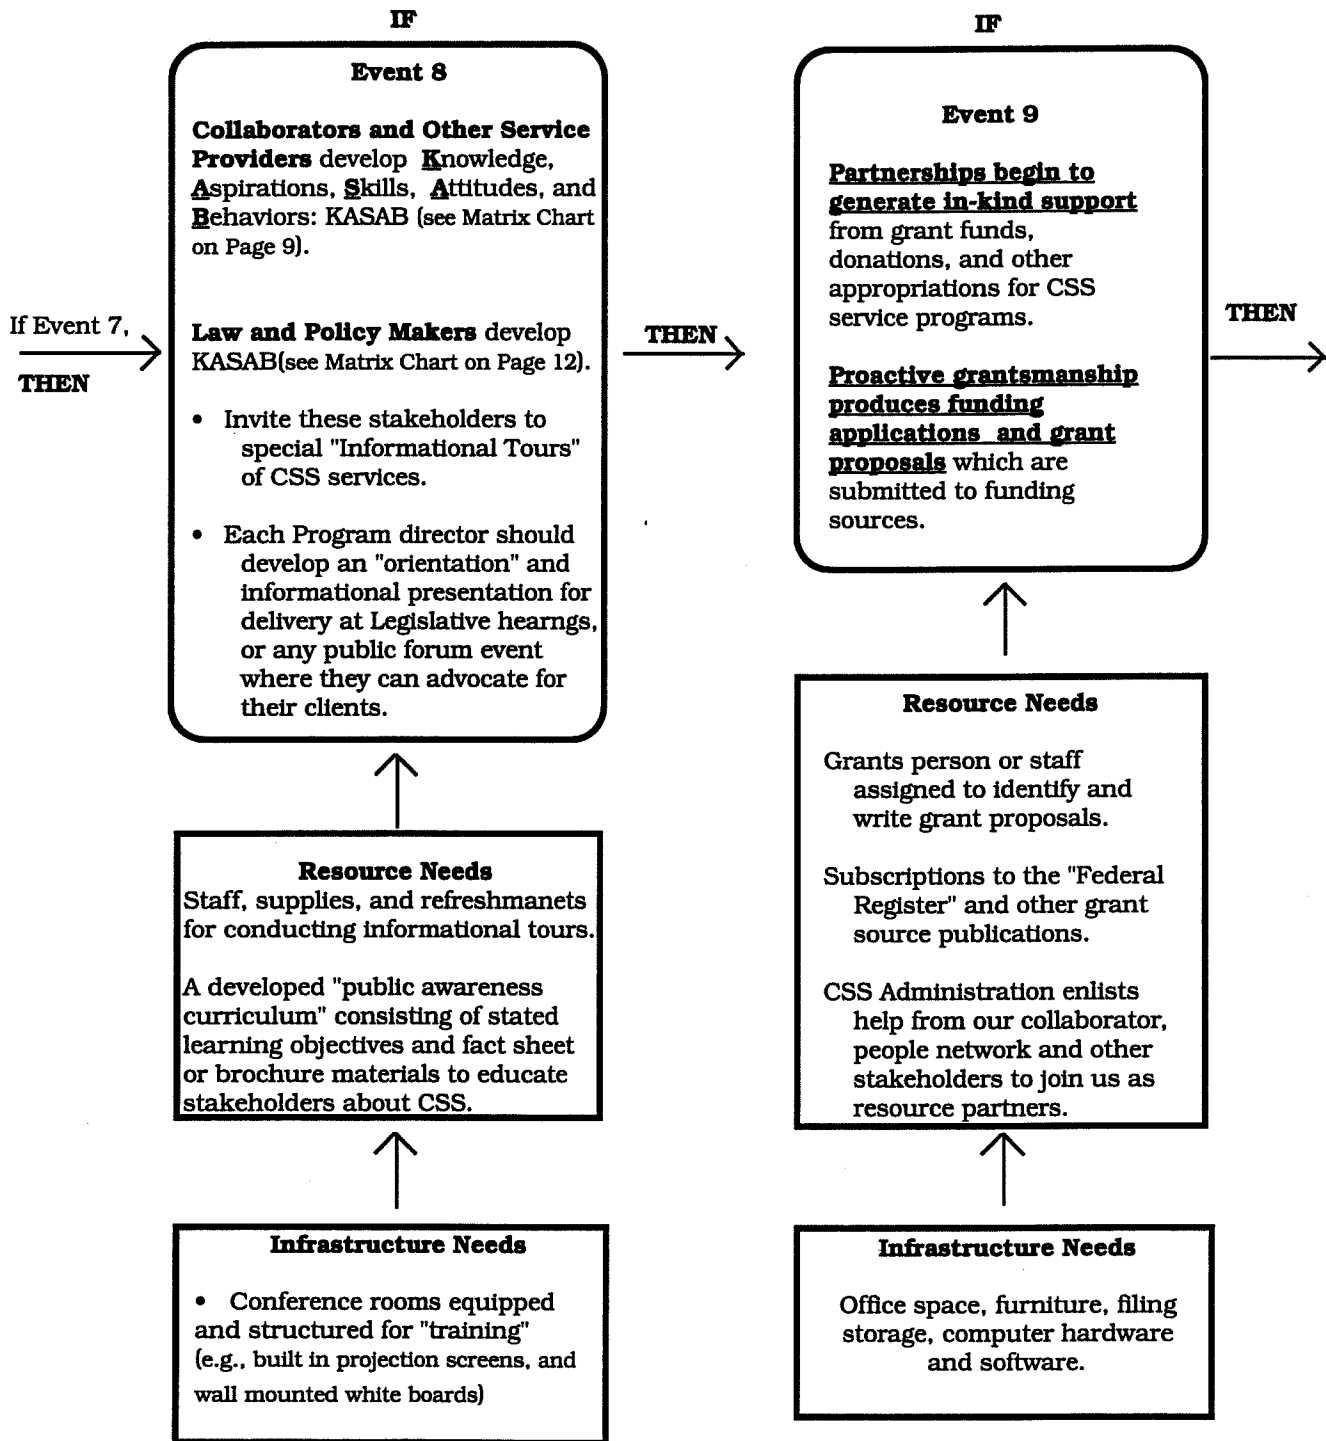 IF
Event 8
Collaborators and Other Service
Providers develop Knowledge,
Aspirations, Skills, Attitudes, and
Behaviors: KASAB (see Matrix Chart
on Page 9).
If Event 7,
THEN
Law and Policy Makers develop
KASAB(see Matrix Chart on Page 12).
• Invite these stakeholders to
special "Informational Tours"
of CSS services.
• Each Program director should
develop an "orientation" and
informational presentation for
delivery at Legislative hearngs,
or any public forum event
where they can advocate for
their clients.
Resource Needs
Staff, supplies, and refreshmanets
for conducting informational tours.
A developed "public awareness
curriculum" consisting of stated
learning objectives and fact sheet
or brochure materials to educate
stakeholders about CSS.
Infrastructure Needs
• Conference rooms equipped
and structured for "training"
(e.g., built in projection screens, and
wall mounted white boards)
THEN
IF
Event 9
Partnerships begin to
generate in-kind support
from grant funds,
donations, and other
appropriations for CSS
service programs.
Proactive grantsmanship
produces funding
applications and grant
proposals which are
submitted to funding
sources.
THEN
Resource Needs
Grants person or staff
assigned to identify and
write grant proposals.
Subscriptions to the "Federal
Register" and other grant
source publications.
CSS Administration enlists
help from our collaborator,
people network and other
stakeholders to join us as
resource partners.
Infrastructure Needs
Office space, furniture, filing
storage, computer hardware
and software.